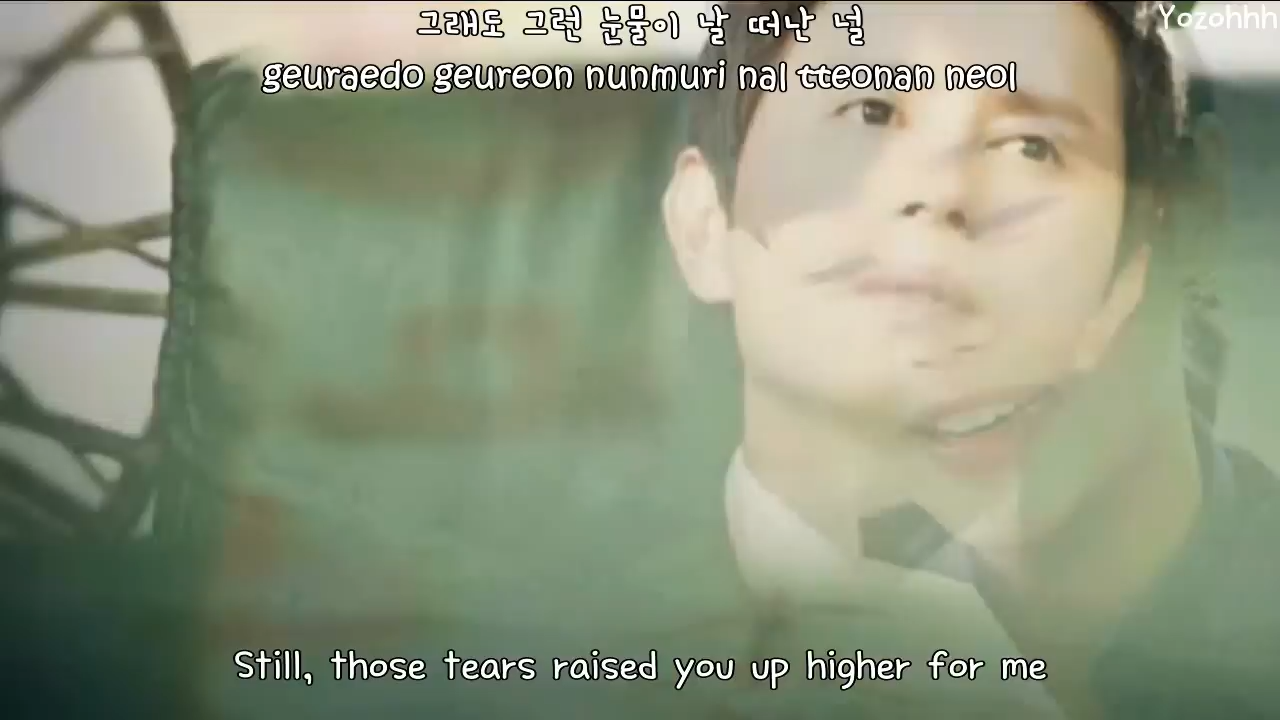 그래도 그런 눈물이 날 떠난 널
Yozohhh
geuraedo geureon nunmuri nal tteonan neol
Still, those tears raised you up higher for me